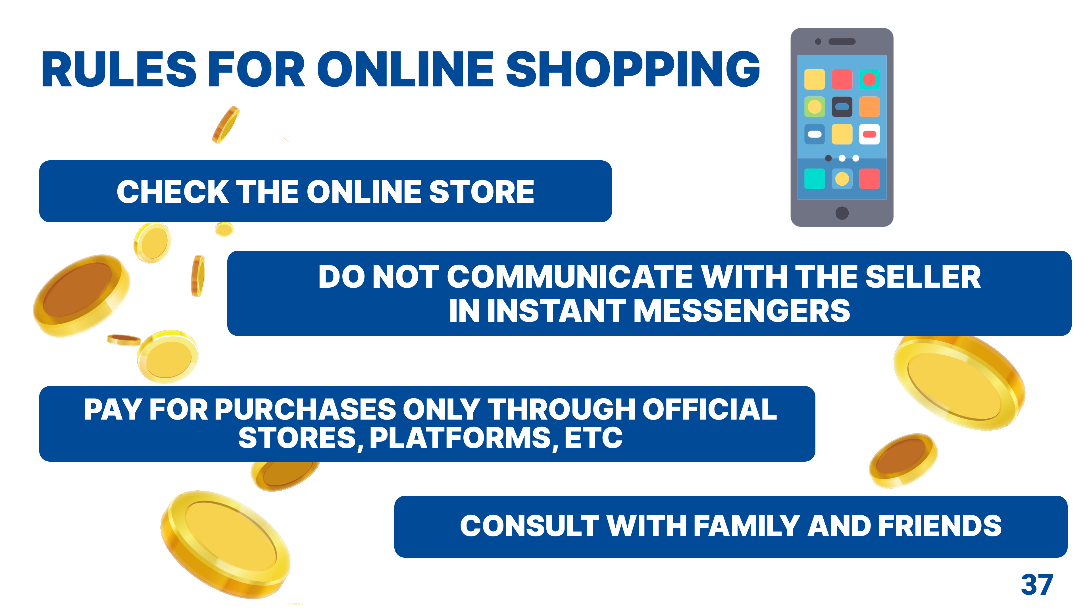 RULES FOR ONLINE SHOPPING
CHECK THE ONLINE STORE
DO NOT COMMUNICATE WITH THE SELLER
IN INSTANT MESSENGERS
PAY FOR PURCHASES ONLY THROUGH OFFICIAL
STORES, PLATFORMS, ETC
CONSULT WITH FAMILY AND FRIENDS
37